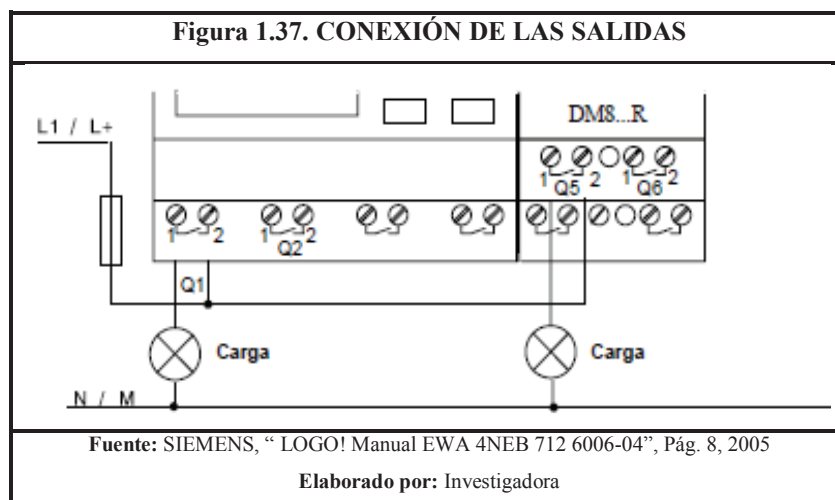 Figura 1.37. CONEXIÓN DE LAS SALIDAS
L1 / L+
DM8...R
1 Q5 2 1 Q6 2
1 2 1 Q2 2
Q1
Carga Carga
N / M
Fuente: SIEMENS, “ LOGO! Manual EWA 4NEB 712 6006-04”, Pág. 8, 2005
Elaborado por: Investigadora